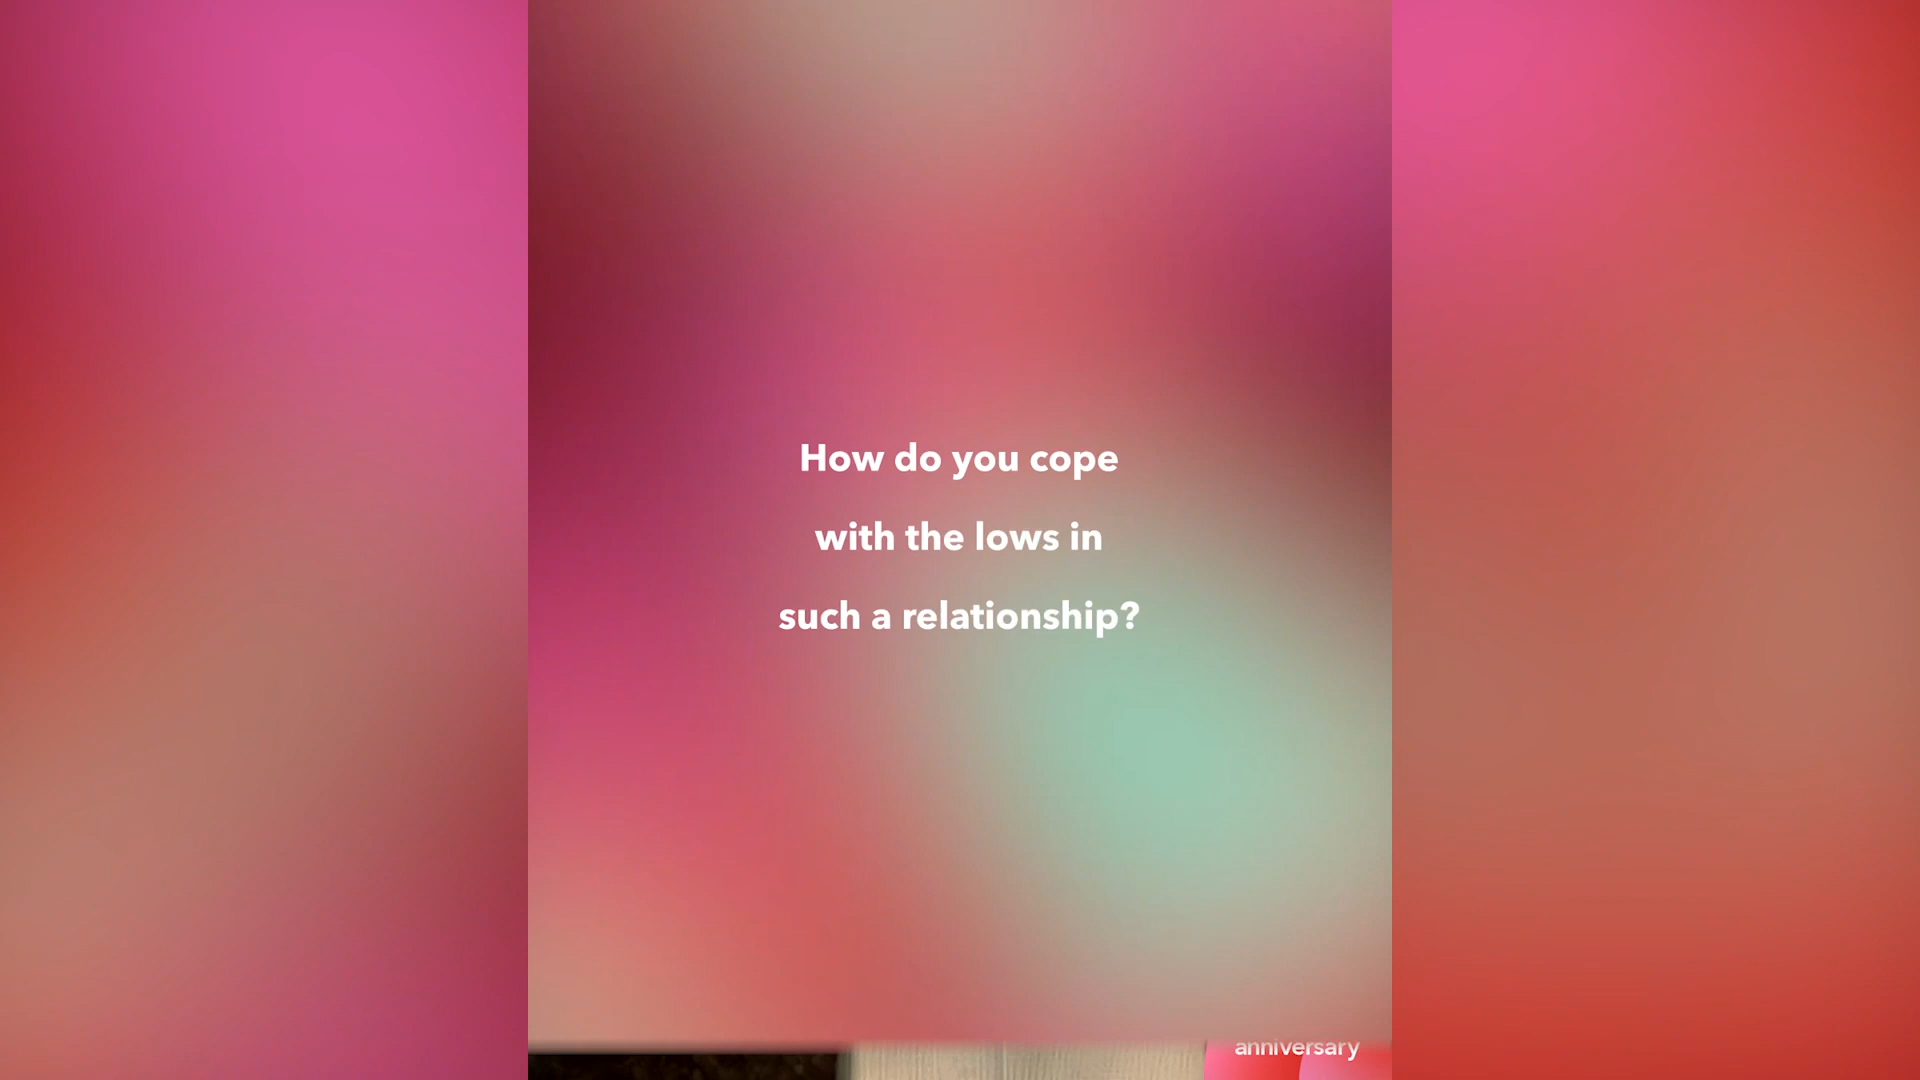 How do you cope
with the lows in
such a relationship?
anniversary